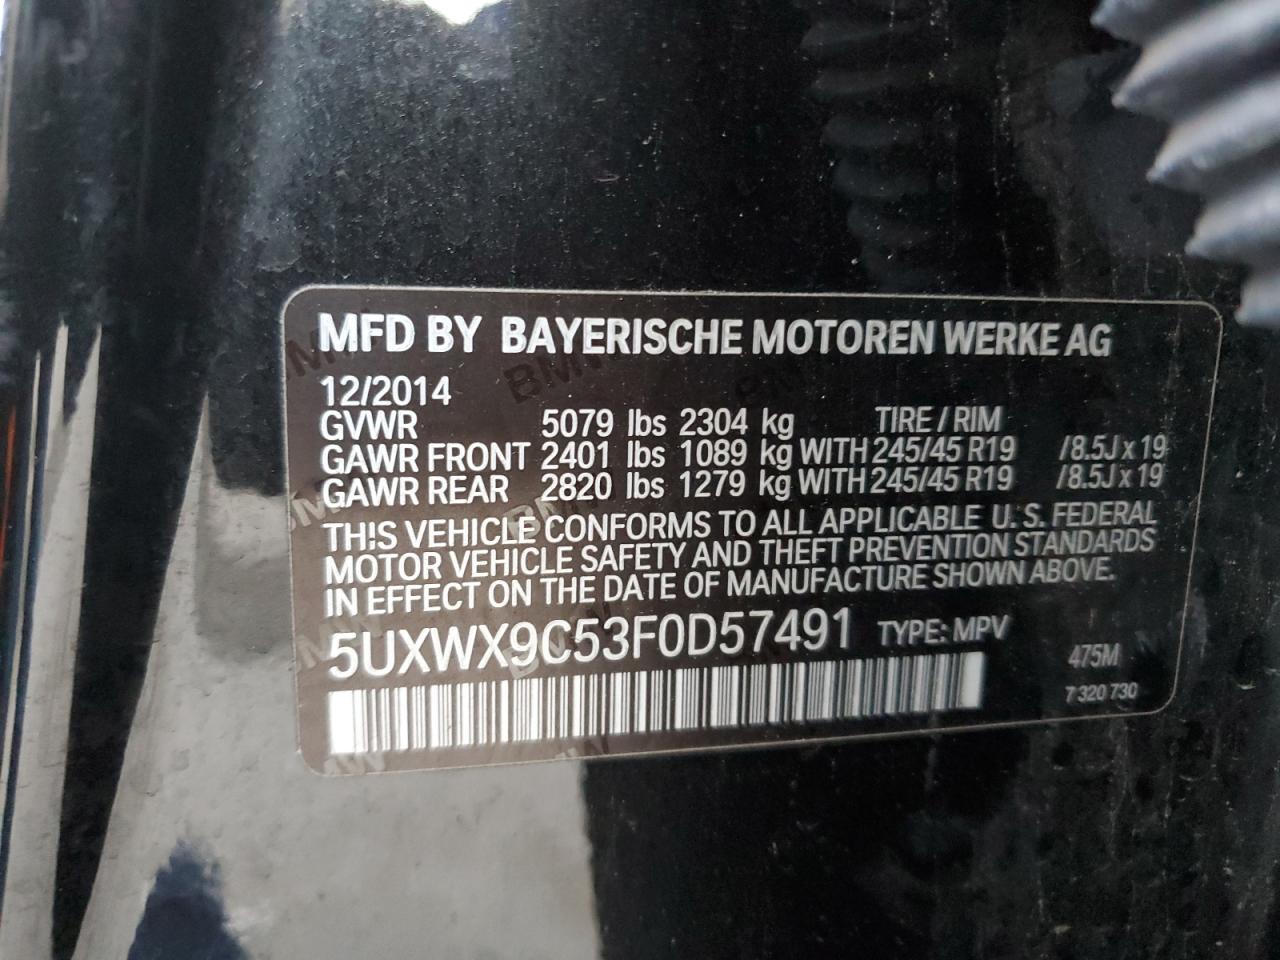 MFD BY BAYERISCHE MOTOREN WERKE AG
12/2014
GVWR 5079 lbs 2304 kg TIRE / RIM
GAWR FRONT 2401 lbs 1089 kg WITH 245/45 R19 /8.5J x 19
GAWR REAR 2820 lbs 1279 kg WITH 245/45 R19 /8.5J x 19
THIS VEHICLE CONFORMS TO ALL APPLICABLE U.S. FEDERAL
MOTOR VEHICLE SAFETY AND THEFT PREVENTION STANDARDS
IN EFFECT ON THE DATE OF MANUFACTURE SHOWN ABOVE.
5UXWX9C53F0D57491 TYPE: MPV
475M
7 320 730